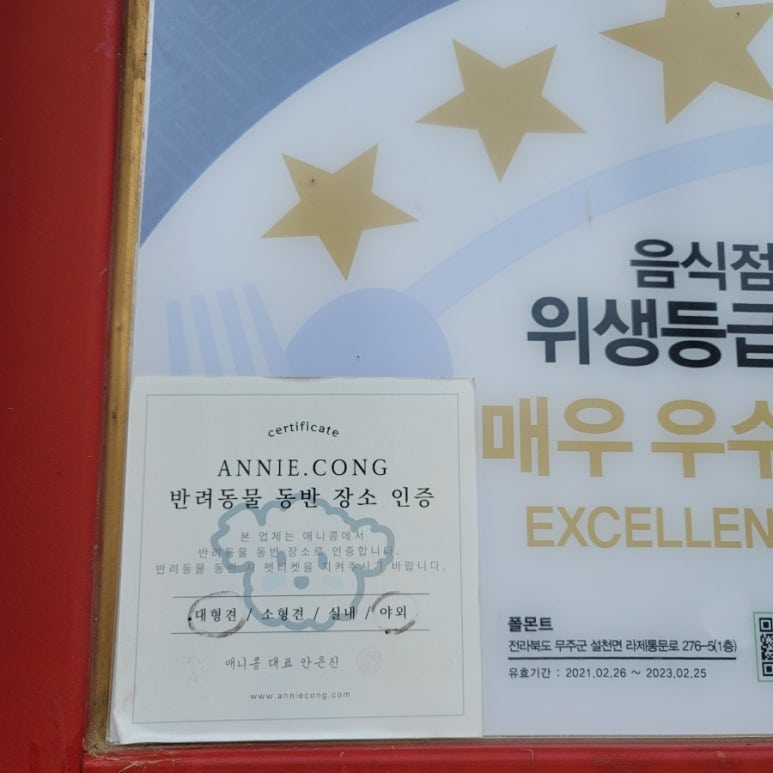 음식점
위생등급
매우 우수
EXCELLEN
폴몬트
전라북도 무주군 설천면 라제통문로 276-5(1층)
유효기간 : 2021.02.26 ~ 2023.02.25
certificate
ANNIE.CONG
반려동물 동반 장소 인증
본 업체는 애니콩에서
반려동물 동반 장소로 인증합니다.
반려동물 동반 시 펫티켓을 지켜주시기 바랍니다.
대형견 / 소형견 / 실내 / 야외
애니콩 대표 안은진
www.anniecong.com